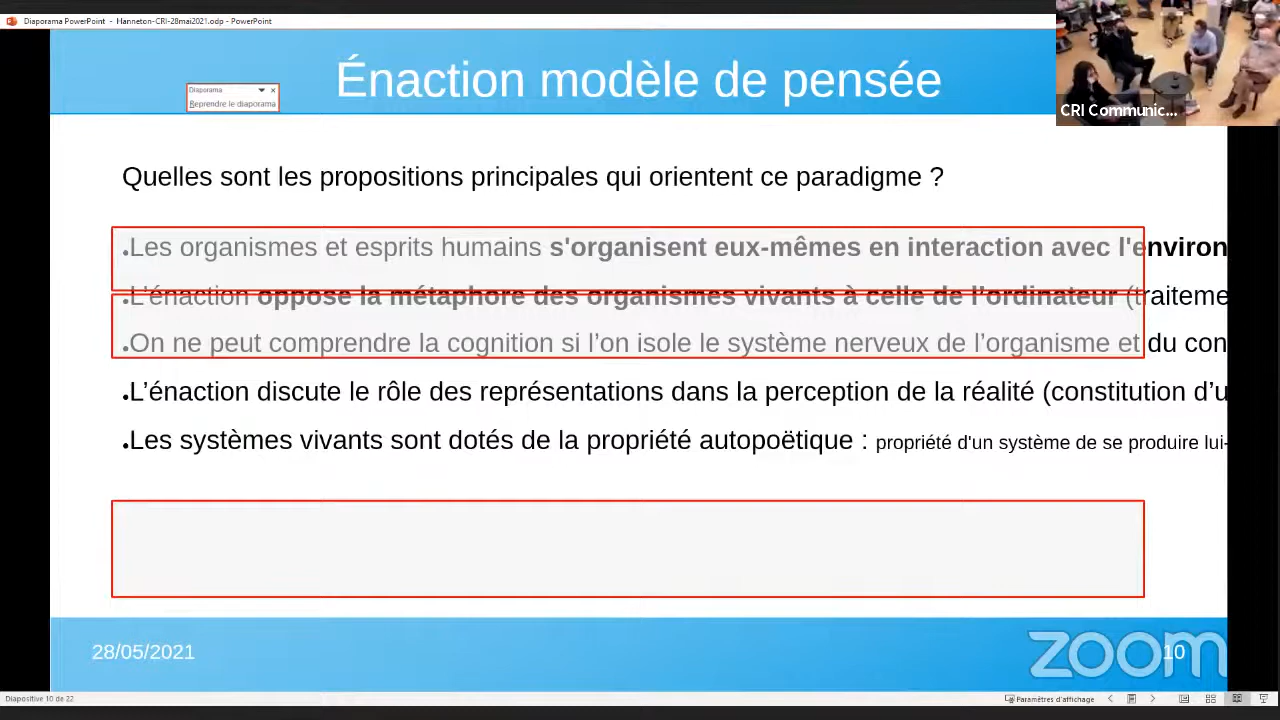 Diaporama PowerPoint - Hanneton-CRI-28mai2021.odp - PowerPoint
CRI Communic...
Énaction modèle de pensée
Diaporama
Reprendre le diaporama
Quelles sont les propositions principales qui orientent ce paradigme ?
•Les organismes et esprits humains s'organisent eux-mêmes en interaction avec l'environ
•L’énaction oppose la métaphore des organismes vivants à celle de l’ordinateur (traiteme
•On ne peut comprendre la cognition si l’on isole le système nerveux de l’organisme et du con
•L’énaction discute le rôle des représentations dans la perception de la réalité (constitution d’u
•Les systèmes vivants sont dotés de la propriété autopoëtique : propriété d'un système de se produire lui-
28/05/2021
zoom
10
Diapositive 10 de 22
Paramètres d'affichage